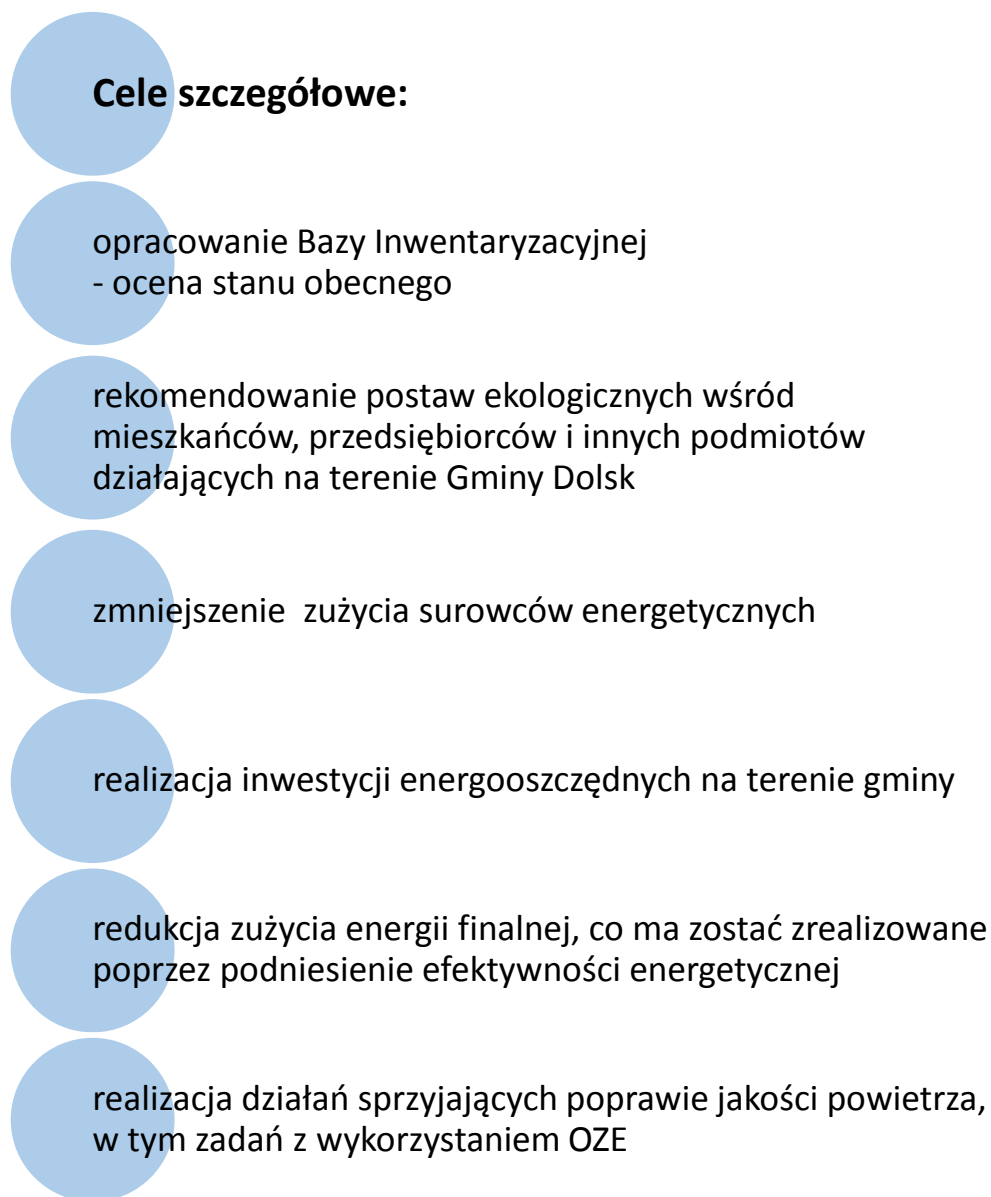 Cele szczegółowe:
opracowanie Bazy Inwentaryzacyjnej
- ocena stanu obecnego
rekomendowanie postaw ekologicznych wśród
mieszkańców, przedsiębiorców i innych podmiotów
działających na terenie Gminy Dolsk
zmniejszenie  zużycia surowców energetycznych
realizacja inwestycji energooszczędnych na terenie gminy
redukcja zużycia energii finalnej, co ma zostać zrealizowane
poprzez podniesienie efektywności energetycznej
realizacja działań sprzyjających poprawie jakości powietrza,
w tym zadań z wykorzystaniem OZE